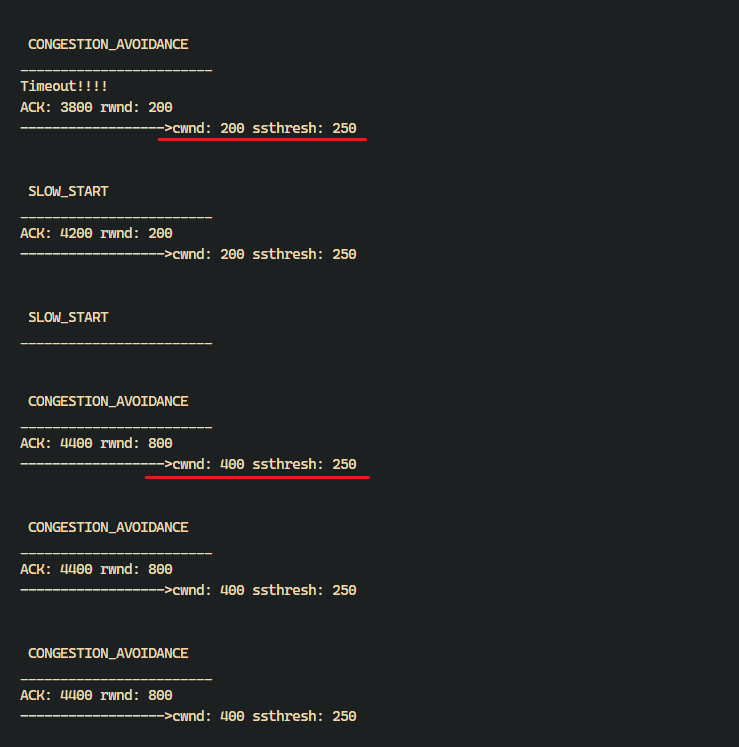 CONGESTION_AVOIDANCE
________________________
Timeout!!!!
ACK: 3800 rwnd: 200
------------------>cwnd: 200 ssthresh: 250
SLOW_START
________________________
ACK: 4200 rwnd: 200
------------------>cwnd: 200 ssthresh: 250
SLOW_START
________________________
CONGESTION_AVOIDANCE
________________________
ACK: 4400 rwnd: 800
------------------>cwnd: 400 ssthresh: 250
CONGESTION_AVOIDANCE
________________________
ACK: 4400 rwnd: 800
------------------>cwnd: 400 ssthresh: 250
CONGESTION_AVOIDANCE
________________________
ACK: 4400 rwnd: 800
------------------>cwnd: 400 ssthresh: 250